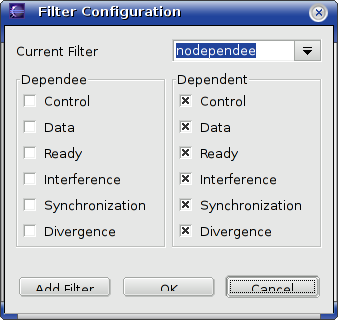 Filter Configuration
Current Filter nodependee
Dependee Dependent
Control Control
Data Data
Ready Ready
Interference Interference
Synchronization Synchronization
Divergence Divergence
Add Filter OK Cancel